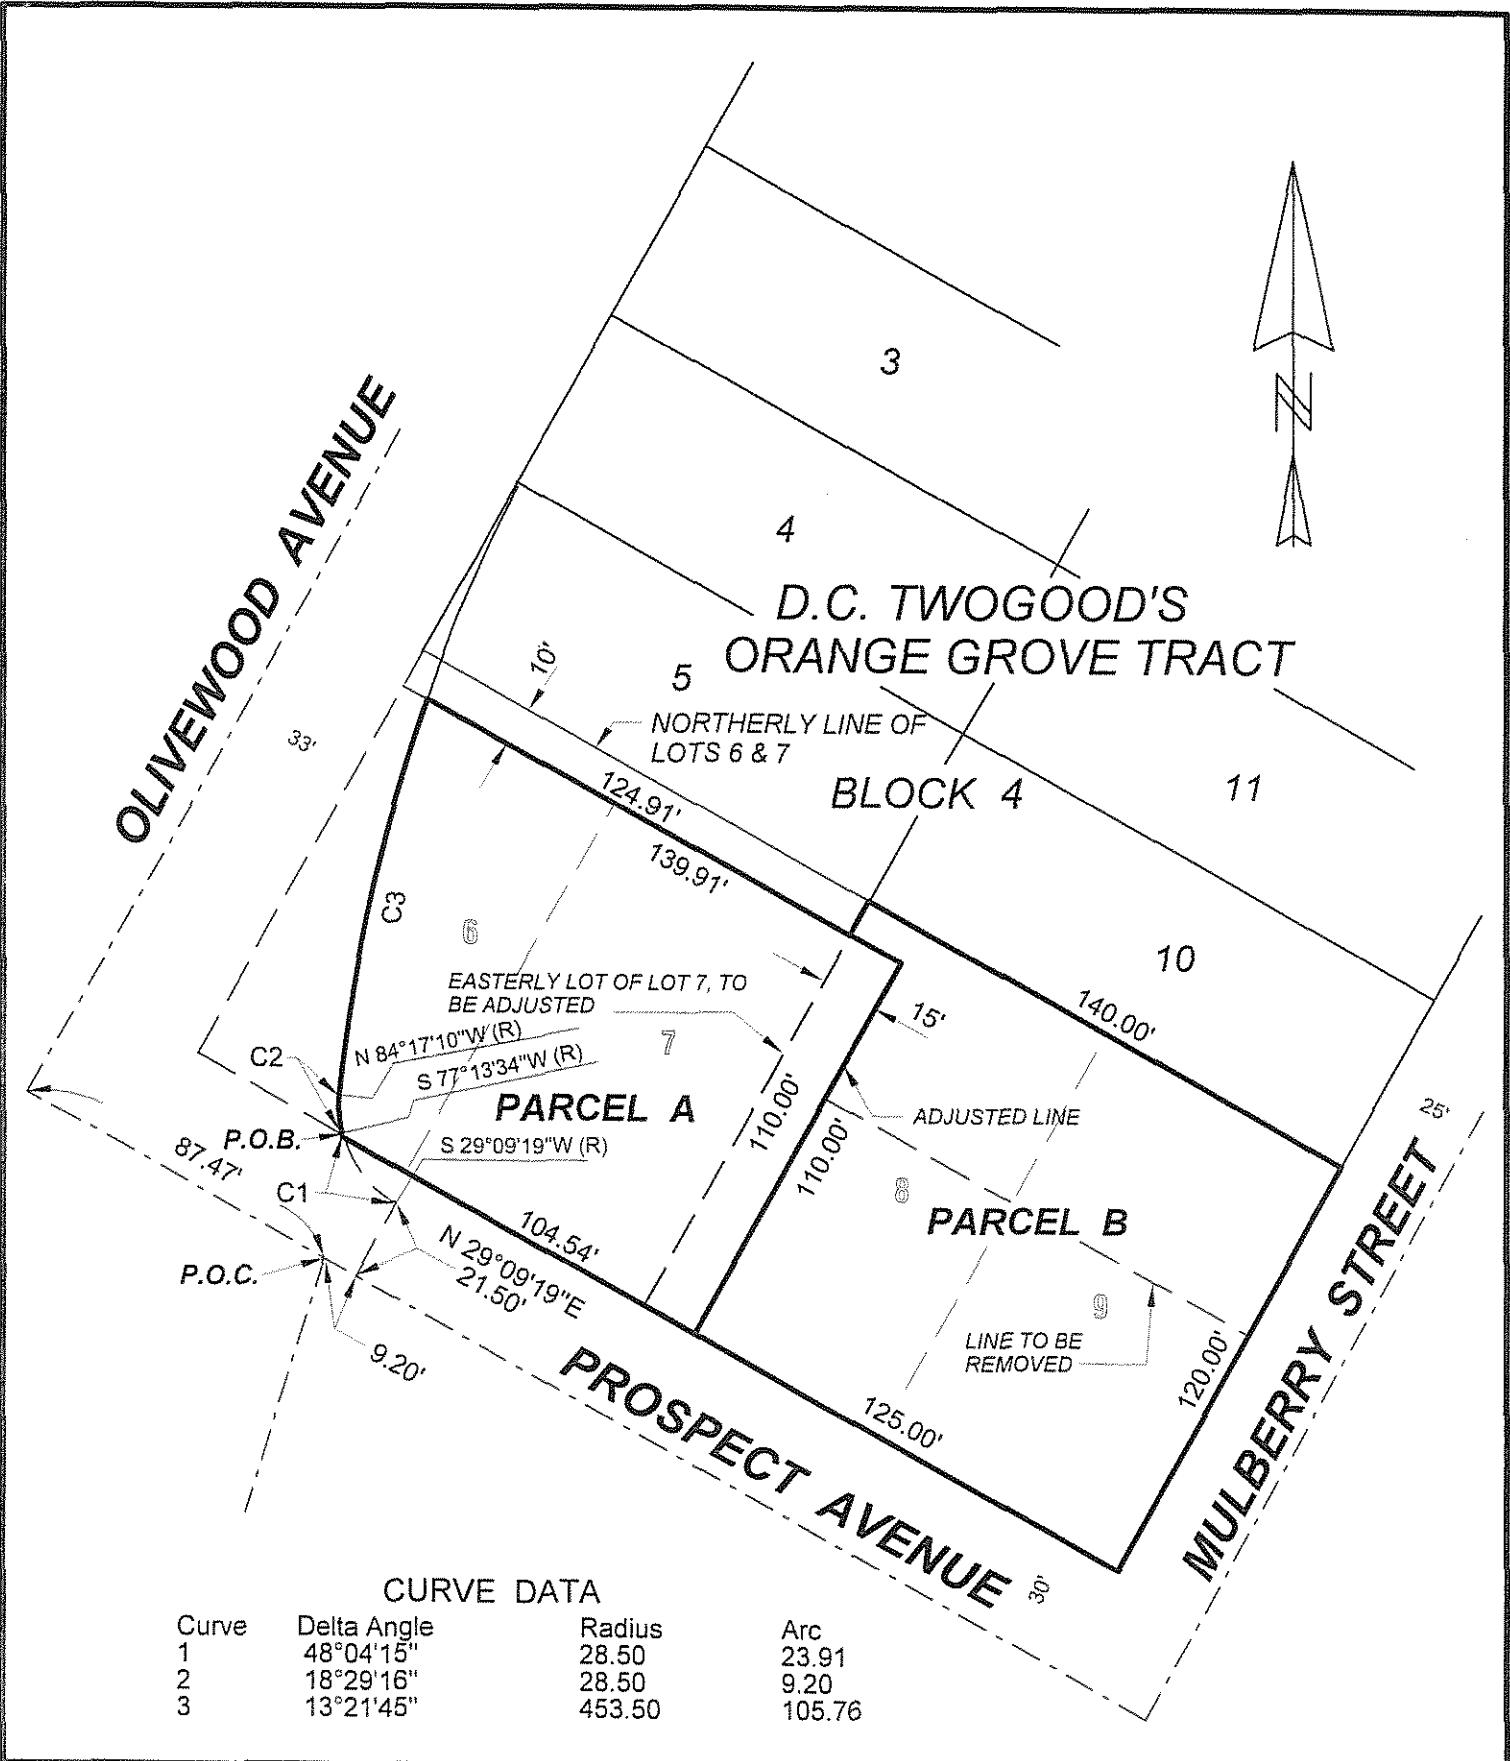 3
4
D.C. TWOGOOD'S
ORANGE GROVE TRACT
OLIVEWOOD AVENUE
N
10'
5
NORTHERLY LINE OF
LOTS 6 & 7
33'
124.91'
BLOCK 4
11
139.91'
C3
6
10
EASTERLY LOT OF LOT 7, TO
BE ADJUSTED
140.00'
15'
7
N 84°17'10"W (R)
C2
S 77°13'34"W (R)
PARCEL A
110.00'
ADJUSTED LINE
25'
P.O.B.
S 29°09'19"W (R)
87.47'
110.00'
C1
8
PARCEL B
104.54'
N 29°09'19"E
21.50'
P.O.C.
9
LINE TO BE
REMOVED
9.20'
120.00'
MULBERRY STREET
PROSPECT AVENUE
125.00'
30'
CURVE DATA
Curve Delta Angle Radius Arc
1 48°04'15" 28.50 23.91
2 18°29'16" 28.50 9.20
3 13°21'45" 453.50 105.76